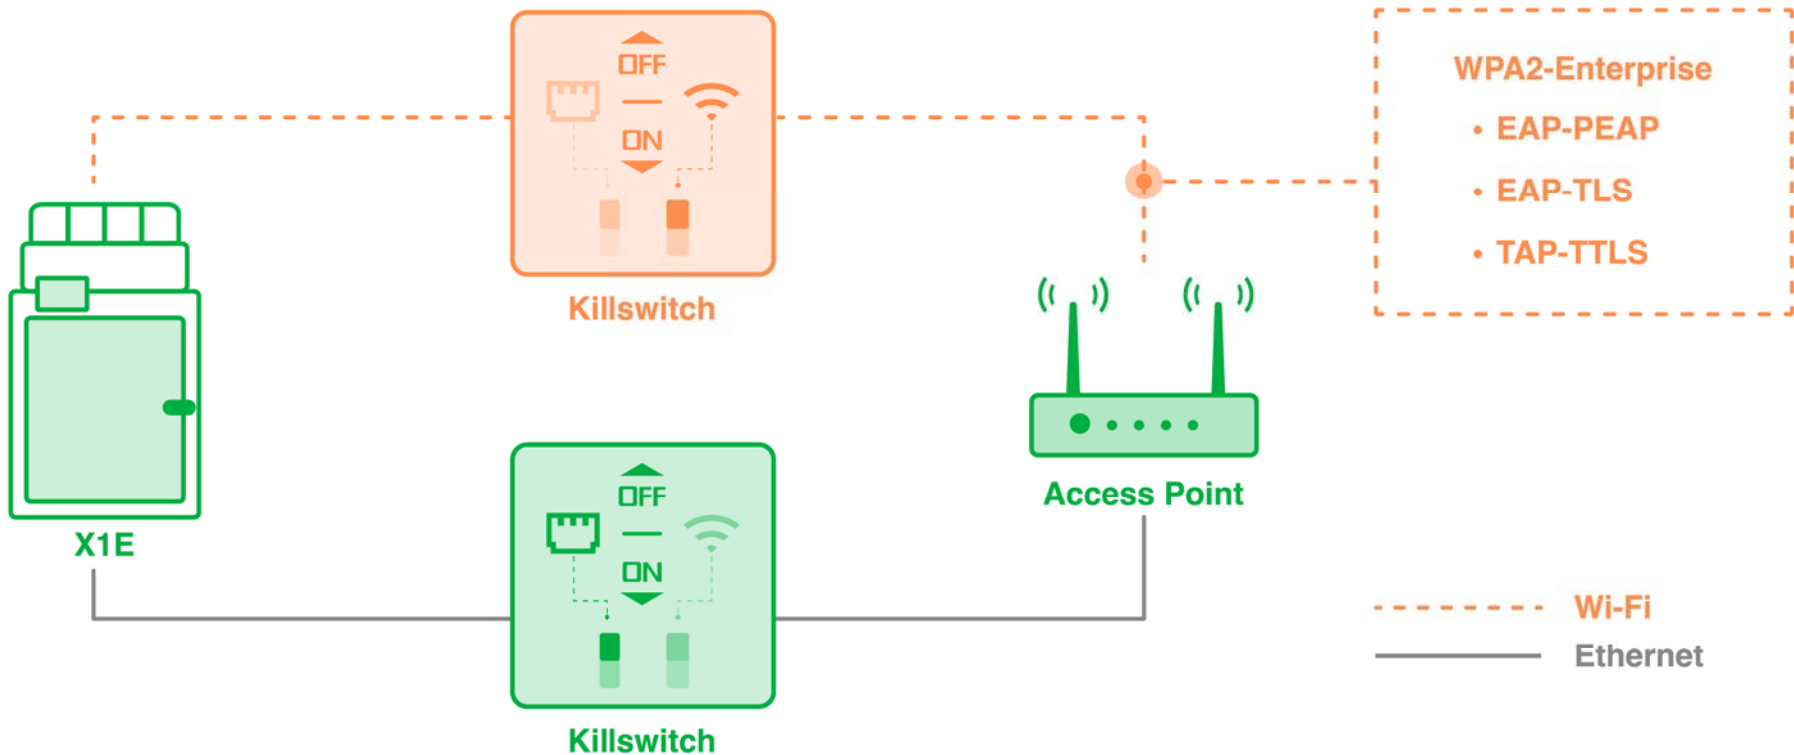 OFF
ON
Killswitch
WPA2-Enterprise
• EAP-PEAP
• EAP-TLS
• TAP-TTLS
X1E
Access Point
OFF
ON
Killswitch
Wi-Fi
Ethernet